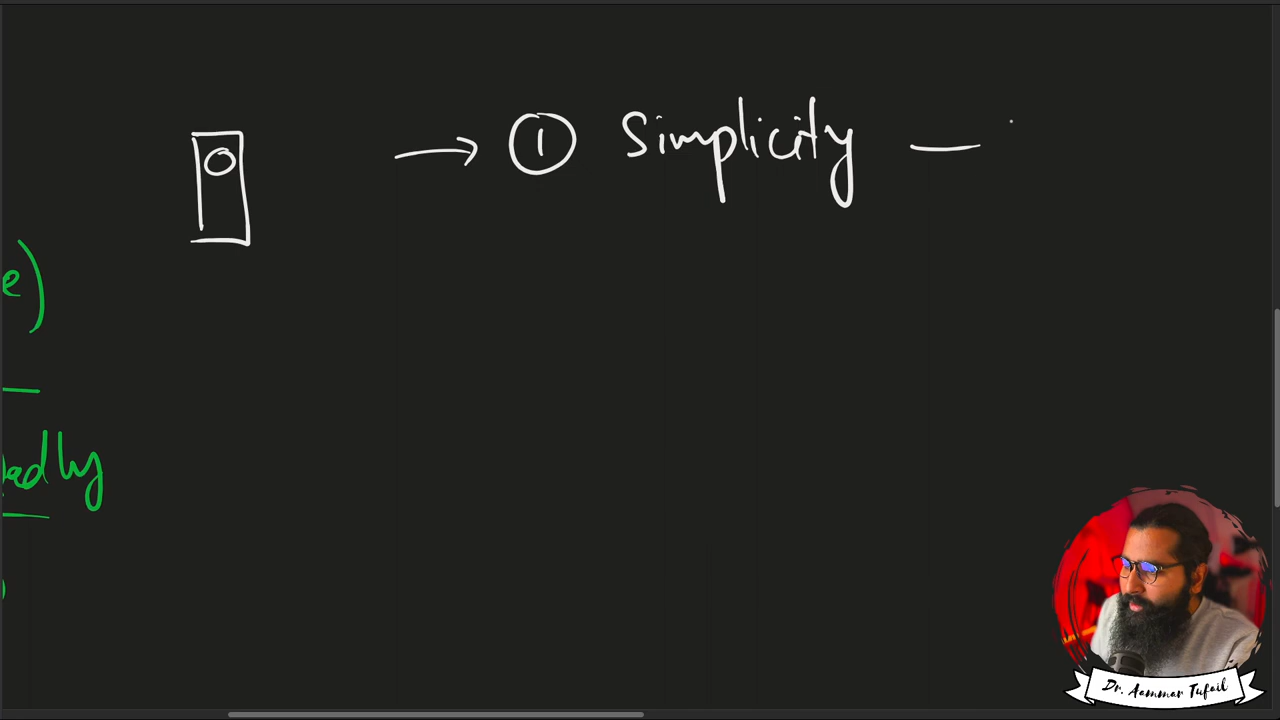 → ① Simplicity —
e)
adly
Dr. Aammar Tufail